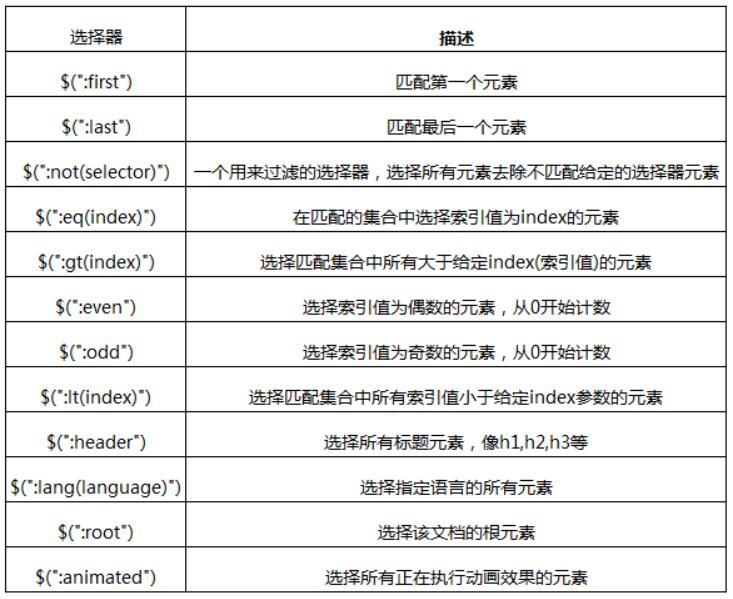 选择器 描述
$(":first") 匹配第一个元素
$(":last") 匹配最后一个元素
$(":not(selector)") 一个用来过滤的选择器，选择所有元素去除不匹配给定的选择器元素
$(":eq(index)") 在匹配的集合中选择索引值为index的元素
$(":gt(index)") 选择匹配集合中所有大于给定index(索引值)的元素
$(":even") 选择索引值为偶数的元素，从0开始计数
$(":odd") 选择索引值为奇数的元素，从0开始计数
$(":lt(index)") 选择匹配集合中所有索引值小于给定index参数的元素
$(":header") 选择所有标题元素，像h1,h2,h3等
$(":lang(language)") 选择指定语言的所有元素
$(":root") 选择该文档的根元素
$(":animated") 选择所有正在执行动画效果的元素